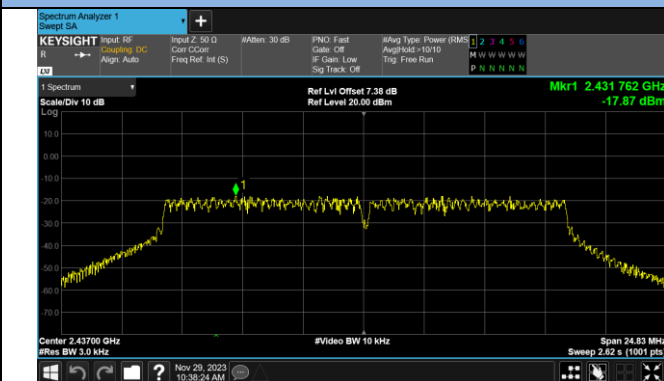 Spectrum Analyzer 1
Swept SA
+
KEYSIGHT Input: RF Input Z: 50 Ω #Atten: 30 dB PNO: Fast #Avg Type: Power (RMS 1 2 3 4 5 6
R Coupling: DC Corr CCorr Gate: Off Avg|Hold:>10/10 M W W W W W
Align: Auto Freq Ref: Int (S) IF Gain: Low Trig: Free Run
Sig Track: Off P N N N N N
LXI
1 Spectrum Ref Lvl Offset 7.38 dB Mkr1 2.431 762 GHz
Scale/Div 10 dB Ref Level 20.00 dBm -17.87 dBm
Log
10.0
0.00
-10.0
1
-20.0
-30.0
-40.0
-50.0
-60.0
-70.0
Center 2.43700 GHz #Video BW 10 kHz Span 24.83 MHz
#Res BW 3.0 kHz Sweep 2.62 s (1001 pts)
? Nov 29, 2023
10:38:24 AM